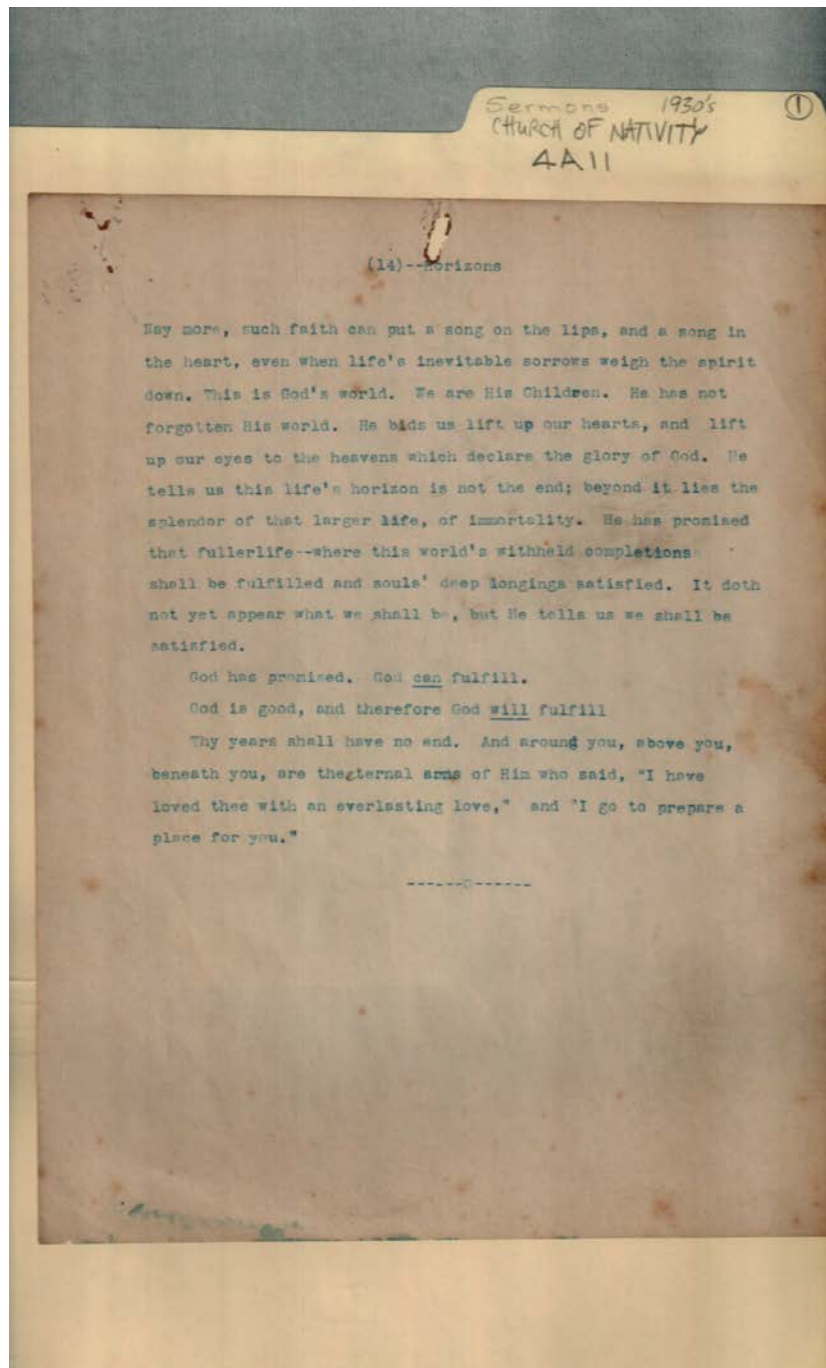 Sermons 1930's ①
CHURCH OF NATIVITY
4A11
(14)--Horizons
Nay more, such faith can put a song on the lips, and a song in
the heart, even when life's inevitable sorrows weigh the spirit
down. This is God's world. We are His Children. He has not
forgotten His world. He bids us lift up our hearts, and lift
up our eyes to the heavens which declare the glory of God. He
tells us this life's horizon is not the end; beyond it lies the
splendor of that larger life, of immortality. He has promised
that fullerlife--where this world's withheld completions
shall be fulfilled and souls' deep longings satisfied. It doth
not yet appear what we shall be, but He tells us we shall be
satisfied.
God has promised. God can fulfill.
God is good, and therefore God will fulfill
Thy years shall have no end. And around you, above you,
beneath you, are theeternal arms of Him who said, "I have
loved thee with an everlasting love," and "I go to prepare a
place for you."
------0------